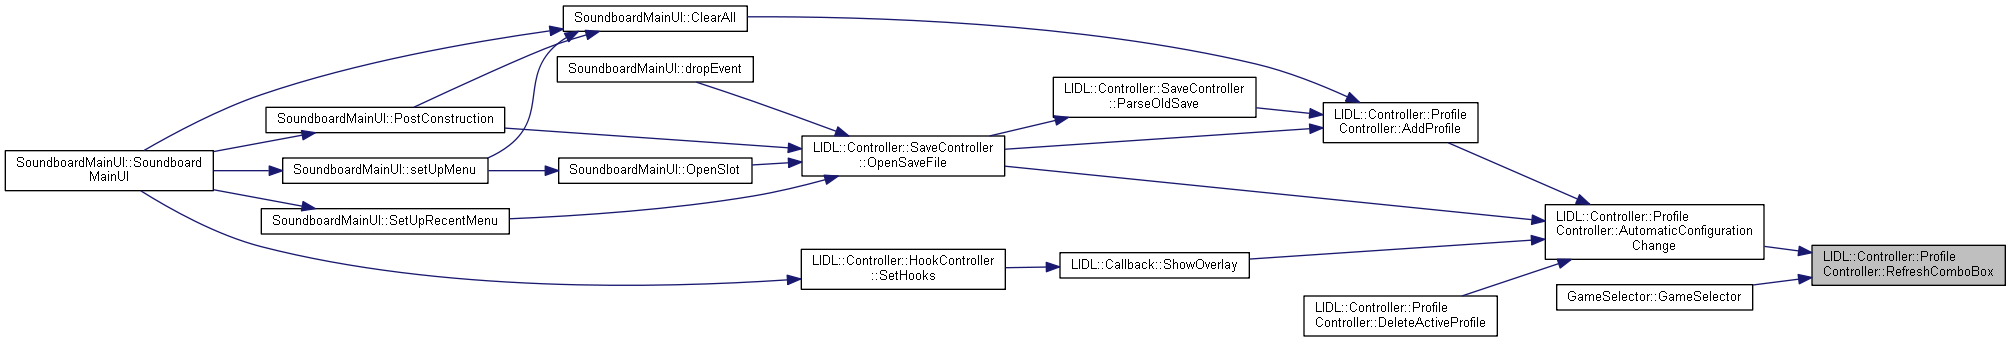 SoundboardMainUI::ClearAll
SoundboardMainUI::dropEvent
LIDL::Controller::SaveController
::ParseOldSave
LIDL::Controller::Profile
Controller::AddProfile
SoundboardMainUI::PostConstruction
LIDL::Controller::SaveController
::OpenSaveFile
SoundboardMainUI::Soundboard
MainUI
SoundboardMainUI::setUpMenu
SoundboardMainUI::OpenSlot
SoundboardMainUI::SetUpRecentMenu
LIDL::Controller::Profile
Controller::AutomaticConfiguration
Change
LIDL::Controller::HookController
::SetHooks
LIDL::Callback::ShowOverlay
LIDL::Controller::Profile
Controller::RefreshComboBox
GameSelector::GameSelector
LIDL::Controller::Profile
Controller::DeleteActiveProfile